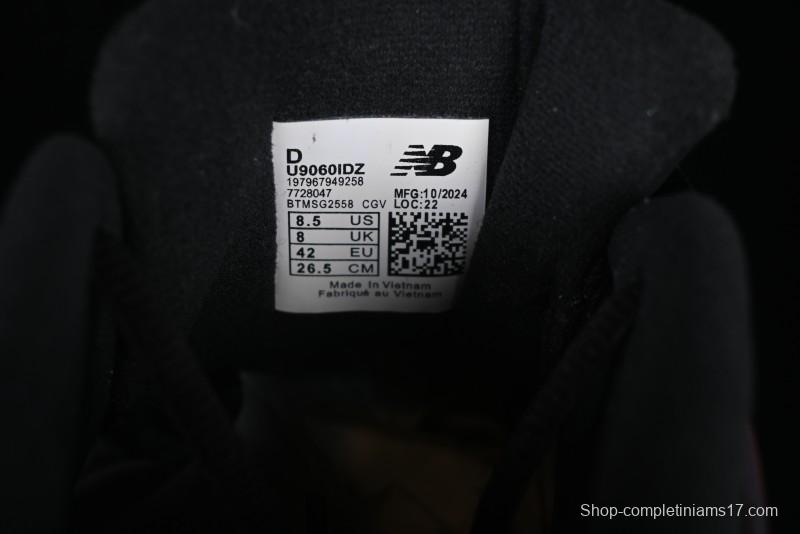 D
U9060IDZ
197967949258
7728047
BTMSG2558 CGV
NB
MFG:10/2024
LOC:22
8.5 US
8 UK
42 EU
26.5 CM
Made In Vietnam
Fabriqué au Vietnam
Shop-completiniams17.com